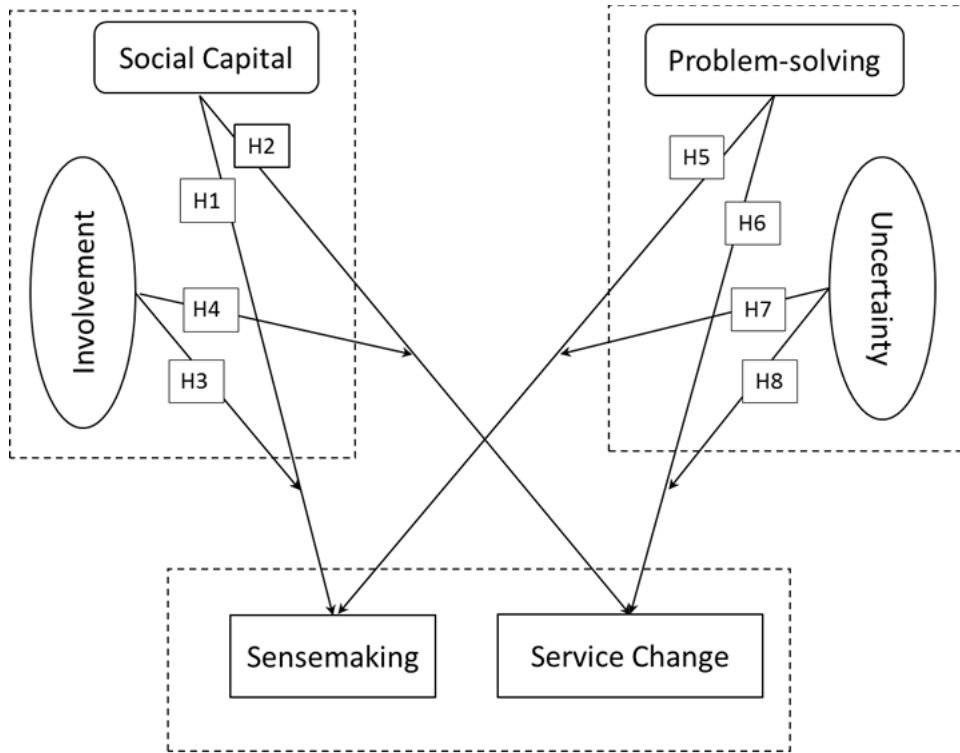 Social Capital
Problem-solving
H2
H5
H1
H6
Involvement
Uncertainty
H4
H7
H3
H8
Sensemaking
Service Change